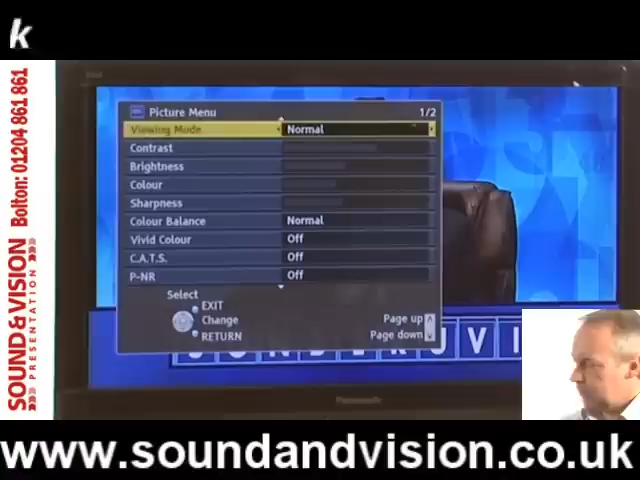 k
SOUND & VISION Bolton: 01204 861 861
PRESENTATION
Picture Menu 1/2
Viewing Mode Normal
Contrast
Brightness
Colour
Sharpness
Colour Balance Normal
Vivid Colour Off
C.A.T.S. Off
P-NR Off
Select
EXIT
Change
RETURN
Page up
Page down
Panasonic
www.soundandvision.co.uk